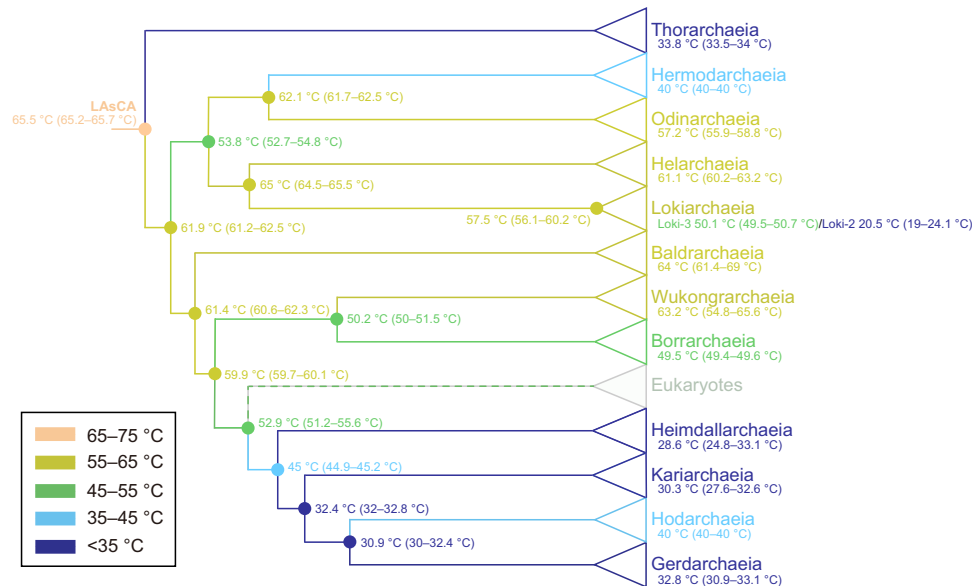 Thorarchaeia
33.8 °C (33.5–34 °C)
Hermodarchaeia
40 °C (40–40 °C)
62.1 °C (61.7–62.5 °C)
LAsCA
65.5 °C (65.2–65.7 °C)
Odinarchaeia
57.2 °C (55.9–58.8 °C)
53.8 °C (52.7–54.8 °C)
Helarchaeia
61.1 °C (60.2–63.2 °C)
65 °C (64.5–65.5 °C)
Lokiarchaeia
57.5 °C (56.1–60.2 °C)
Loki-3 50.1 °C (49.5–50.7 °C)/Loki-2 20.5 °C (19–24.1 °C)
61.9 °C (61.2–62.5 °C)
Baldrarchaeia
64 °C (61.4–69 °C)
Wukongrarchaeia
63.2 °C (54.8–65.6 °C)
61.4 °C (60.6–62.3 °C)
50.2 °C (50–51.5 °C)
Borrarchaeia
49.5 °C (49.4–49.6 °C)
59.9 °C (59.7–60.1 °C)
Eukaryotes
52.9 °C (51.2–55.6 °C)
Heimdallarchaeia
28.6 °C (24.8–33.1 °C)
45 °C (44.9–45.2 °C)
Kariarchaeia
30.3 °C (27.6–32.6 °C)
32.4 °C (32–32.8 °C)
Hodarchaeia
40 °C (40–40 °C)
30.9 °C (30–32.4 °C)
Gerdarchaeia
32.8 °C (30.9–33.1 °C)
65–75 °C
55–65 °C
45–55 °C
35–45 °C
<35 °C